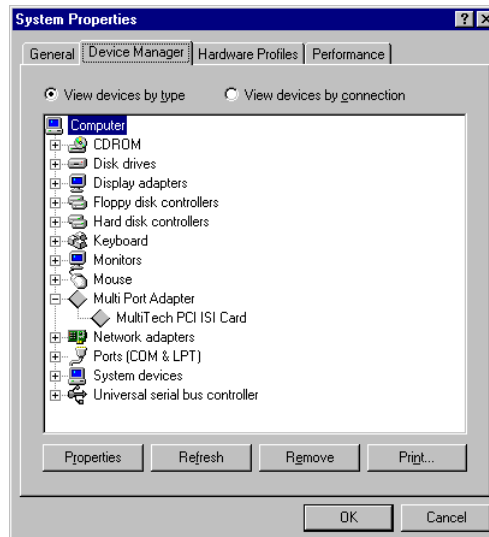 System Properties
General Device Manager Hardware Profiles Performance
View devices by type View devices by connection
Computer
CDROM
Disk drives
Display adapters
Floppy disk controllers
Hard disk controllers
Keyboard
Monitors
Mouse
Multi Port Adapter
MultiTech PCI ISI Card
Network adapters
Ports (COM & LPT)
System devices
Universal serial bus controller
Properties Refresh Remove Print...
OK Cancel